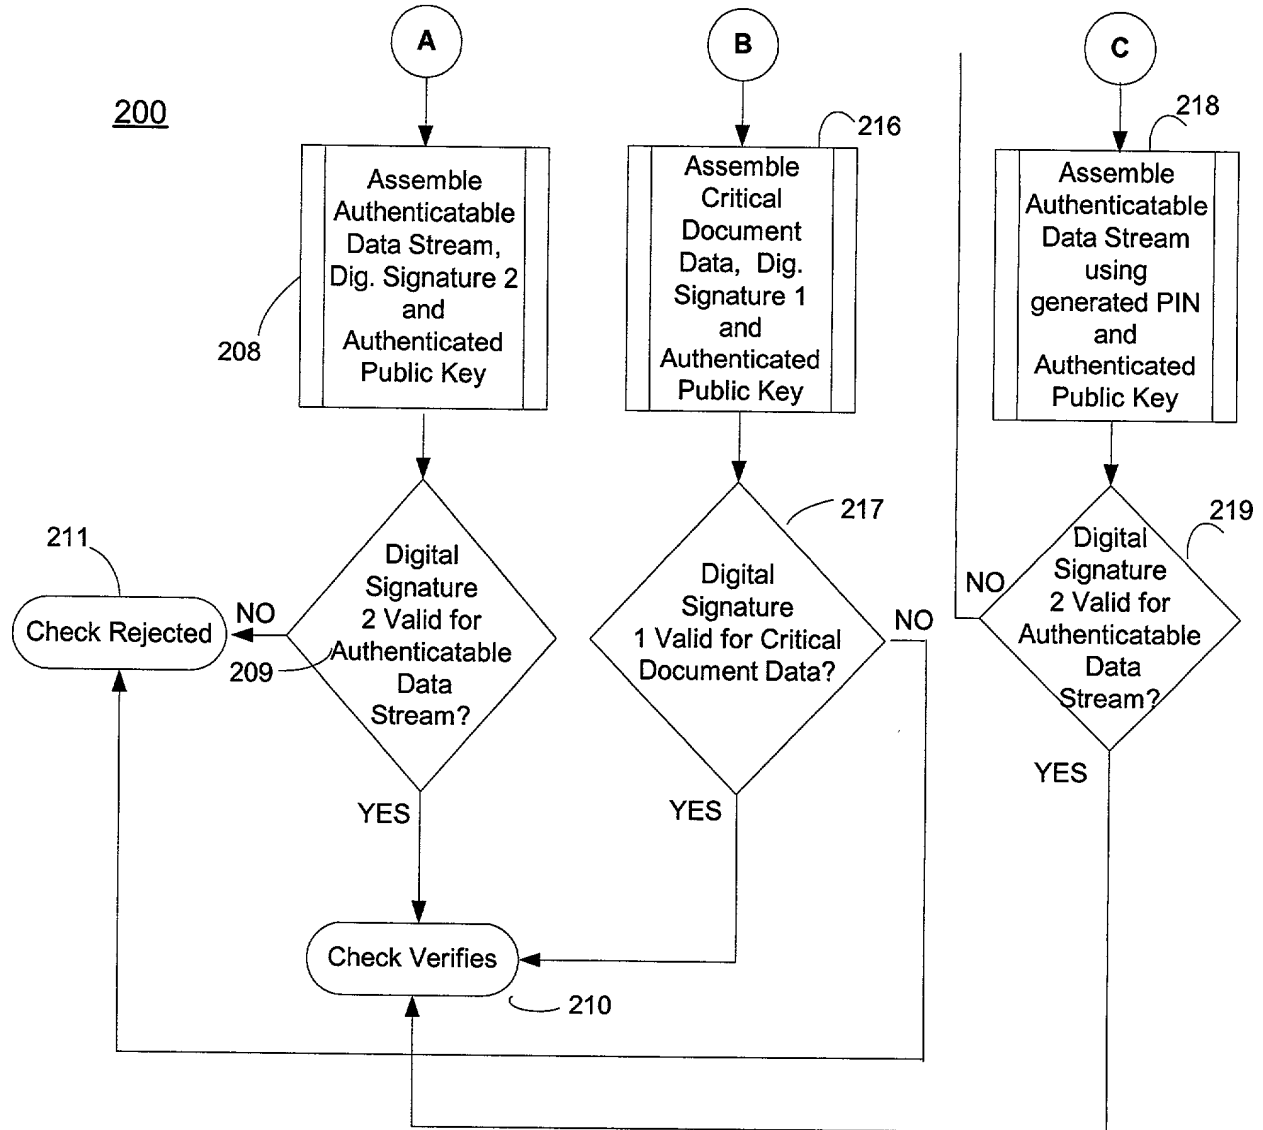 A
B
C
200
216
218
Assemble
Authenticatable
Data Stream,
Dig. Signature 2
and
Authenticated
Public Key
208
Assemble
Critical
Document
Data, Dig.
Signature 1
and
Authenticated
Public Key
Assemble
Authenticatable
Data Stream
using
generated PIN
and
Authenticated
Public Key
211
Check Rejected
NO
Digital
Signature
2 Valid for
Authenticatable
Data
Stream?
209
YES
217
Digital
Signature
1 Valid for Critical
Document Data?
NO
YES
219
NO
Digital
Signature
2 Valid for
Authenticatable
Data
Stream?
YES
Check Verifies
210